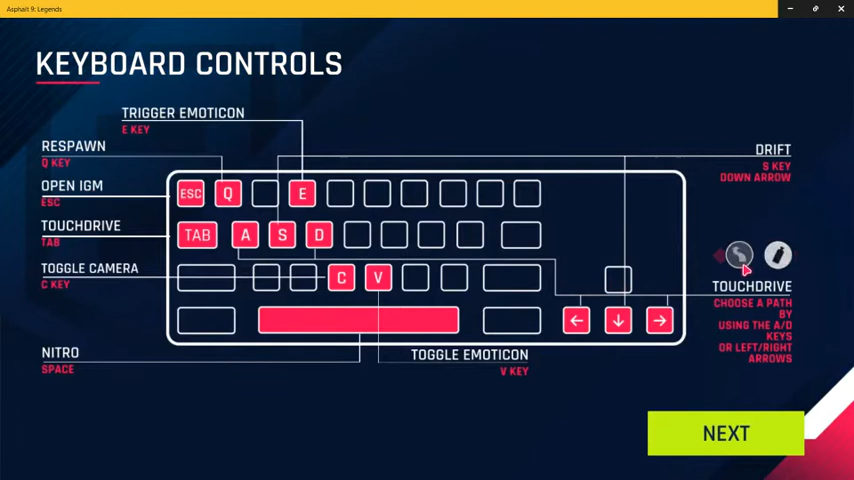 Asphalt 9: Legends
KEYBOARD CONTROLS
TRIGGER EMOTICON
E KEY
RESPAWN
Q KEY
OPEN IGM
ESC
TOUCHDRIVE
TAB
TOGGLE CAMERA
C KEY
NITRO
SPACE
ESC Q E
TAB A S D
C V
← ↓ →
TOGGLE EMOTICON
V KEY
DRIFT
S KEY
DOWN ARROW
TOUCHDRIVE
CHOOSE A PATH
BY
USING THE A/D
KEYS
OR LEFT/RIGHT
ARROWS
NEXT